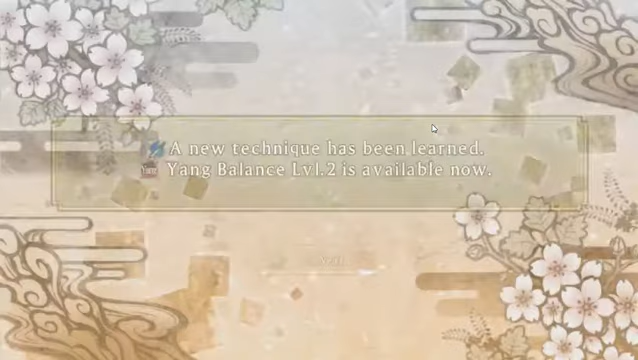 A new technique has been learned.
Yang Balance Lvl.2 is available now.